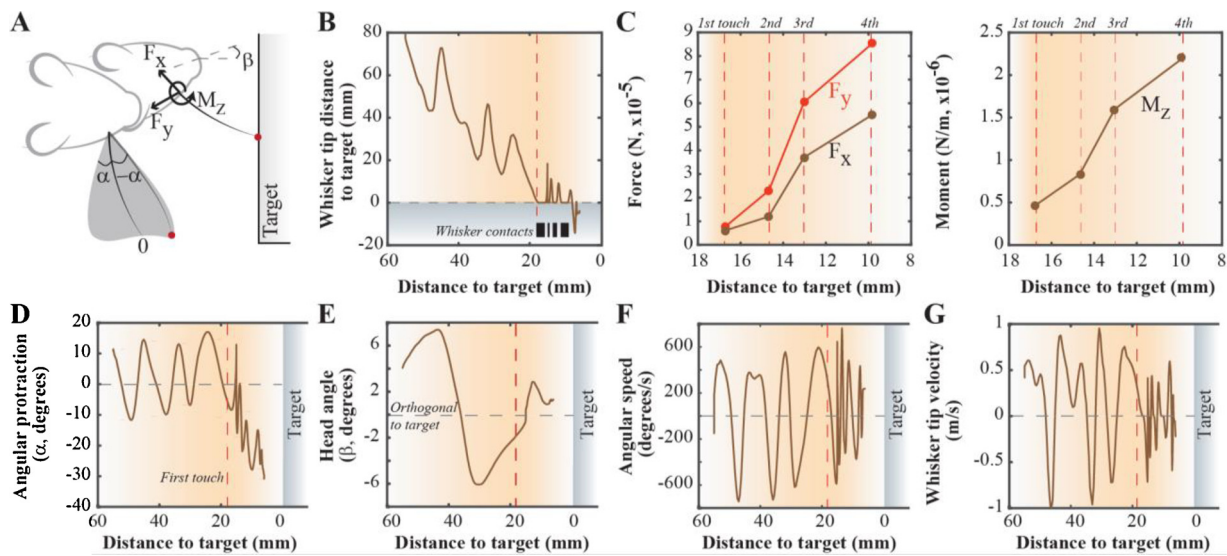 A
Fx
β
Mz
Fy
α
-α
0
Target
B
Whisker tip distance
to target (mm)
80
60
40
20
0
-20
Whisker contacts
60
40
20
0
Distance to target (mm)
C
1st touch
2nd
3rd
4th
Force (N, x10-5)
9
8
7
6
5
4
3
2
1
0
Fy
Fx
18
16
14
12
10
8
Distance to target (mm)
1st touch
2nd
3rd
4th
Moment (N/m, x10-6)
2.5
2
1.5
1
0.5
0
Mz
18
16
14
12
10
8
Distance to target (mm)
D
Angular protraction
(α, degrees)
20
10
0
-10
-20
-30
-40
First touch
Target
60
40
20
0
Distance to target (mm)
E
Head angle
(β, degrees)
6
2
-2
-6
Orthogonal
to target
Target
60
40
20
0
Distance to target (mm)
F
Angular speed
(degrees/s)
600
200
-200
-600
Target
60
40
20
0
Distance to target (mm)
G
Whisker tip velocity
(m/s)
1
0.5
0
-0.5
-1
Target
60
40
20
0
Distance to target (mm)